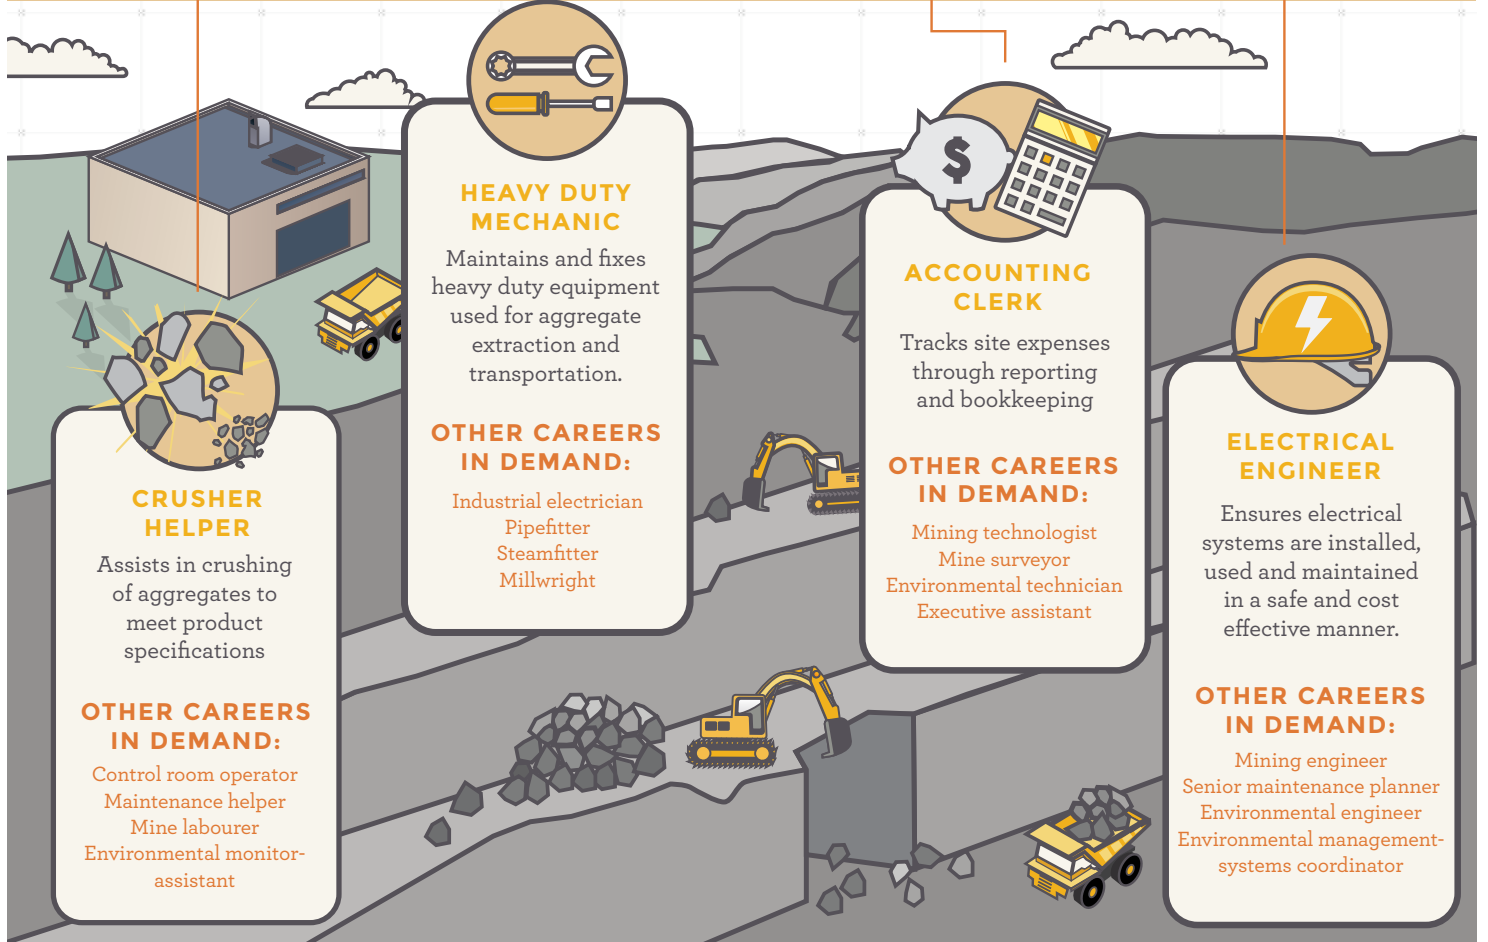 HEAVY DUTY
MECHANIC
Maintains and fixes
heavy duty equipment
used for aggregate
extraction and
transportation.
OTHER CAREERS
IN DEMAND:
Industrial electrician
Pipefitter
Steamfitter
Millwright
$
ACCOUNTING
CLERK
Tracks site expenses
through reporting
and bookkeeping
OTHER CAREERS
IN DEMAND:
Mining technologist
Mine surveyor
Environmental technician
Executive assistant
CRUSHER
HELPER
Assists in crushing
of aggregates to
meet product
specifications
OTHER CAREERS
IN DEMAND:
Control room operator
Maintenance helper
Mine labourer
Environmental monitor-
assistant
ELECTRICAL
ENGINEER
Ensures electrical
systems are installed,
used and maintained
in a safe and cost
effective manner.
OTHER CAREERS
IN DEMAND:
Mining engineer
Senior maintenance planner
Environmental engineer
Environmental management-
systems coordinator